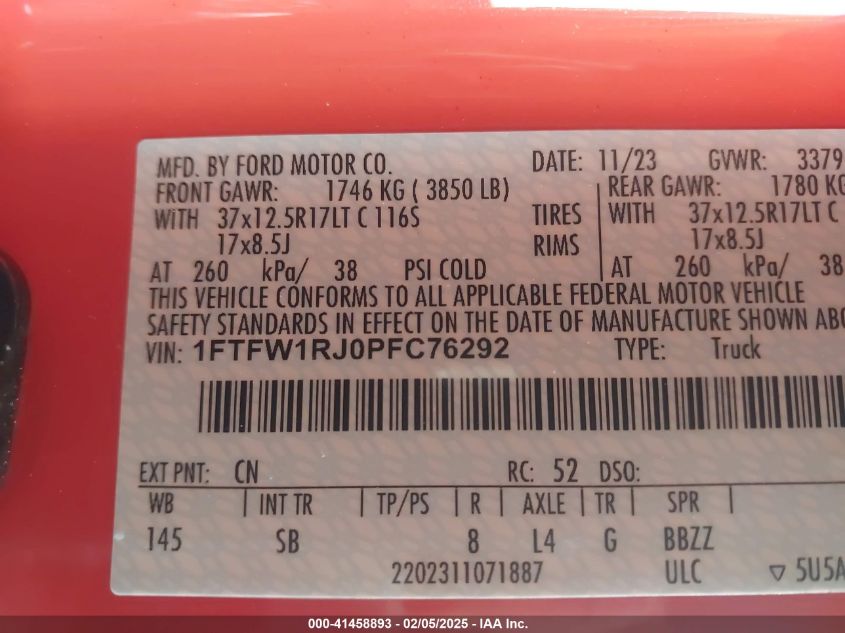 MFD. BY FORD MOTOR CO. DATE: 11/23 GVWR: 3379
FRONT GAWR: 1746 KG ( 3850 LB) REAR GAWR: 1780 KG
WITH 37x12.5R17LT C 116S TIRES WITH 37x12.5R17LT C
17x8.5J RIMS 17x8.5J
AT 260 kPa/ 38 PSI COLD AT 260 kPa/ 38
THIS VEHICLE CONFORMS TO ALL APPLICABLE FEDERAL MOTOR VEHICLE
SAFETY STANDARDS IN EFFECT ON THE DATE OF MANUFACTURE SHOWN ABO
VIN: 1FTFW1RJ0PFC76292 TYPE: Truck
EXT PNT: CN RC: 52 DSO:
WB INT TR TP/PS R AXLE TR SPR
145 SB 8 L4 G BBZZ
2202311071887 ULC ▽ 5U5A
000-41458893 - 02/05/2025 - IAA Inc.